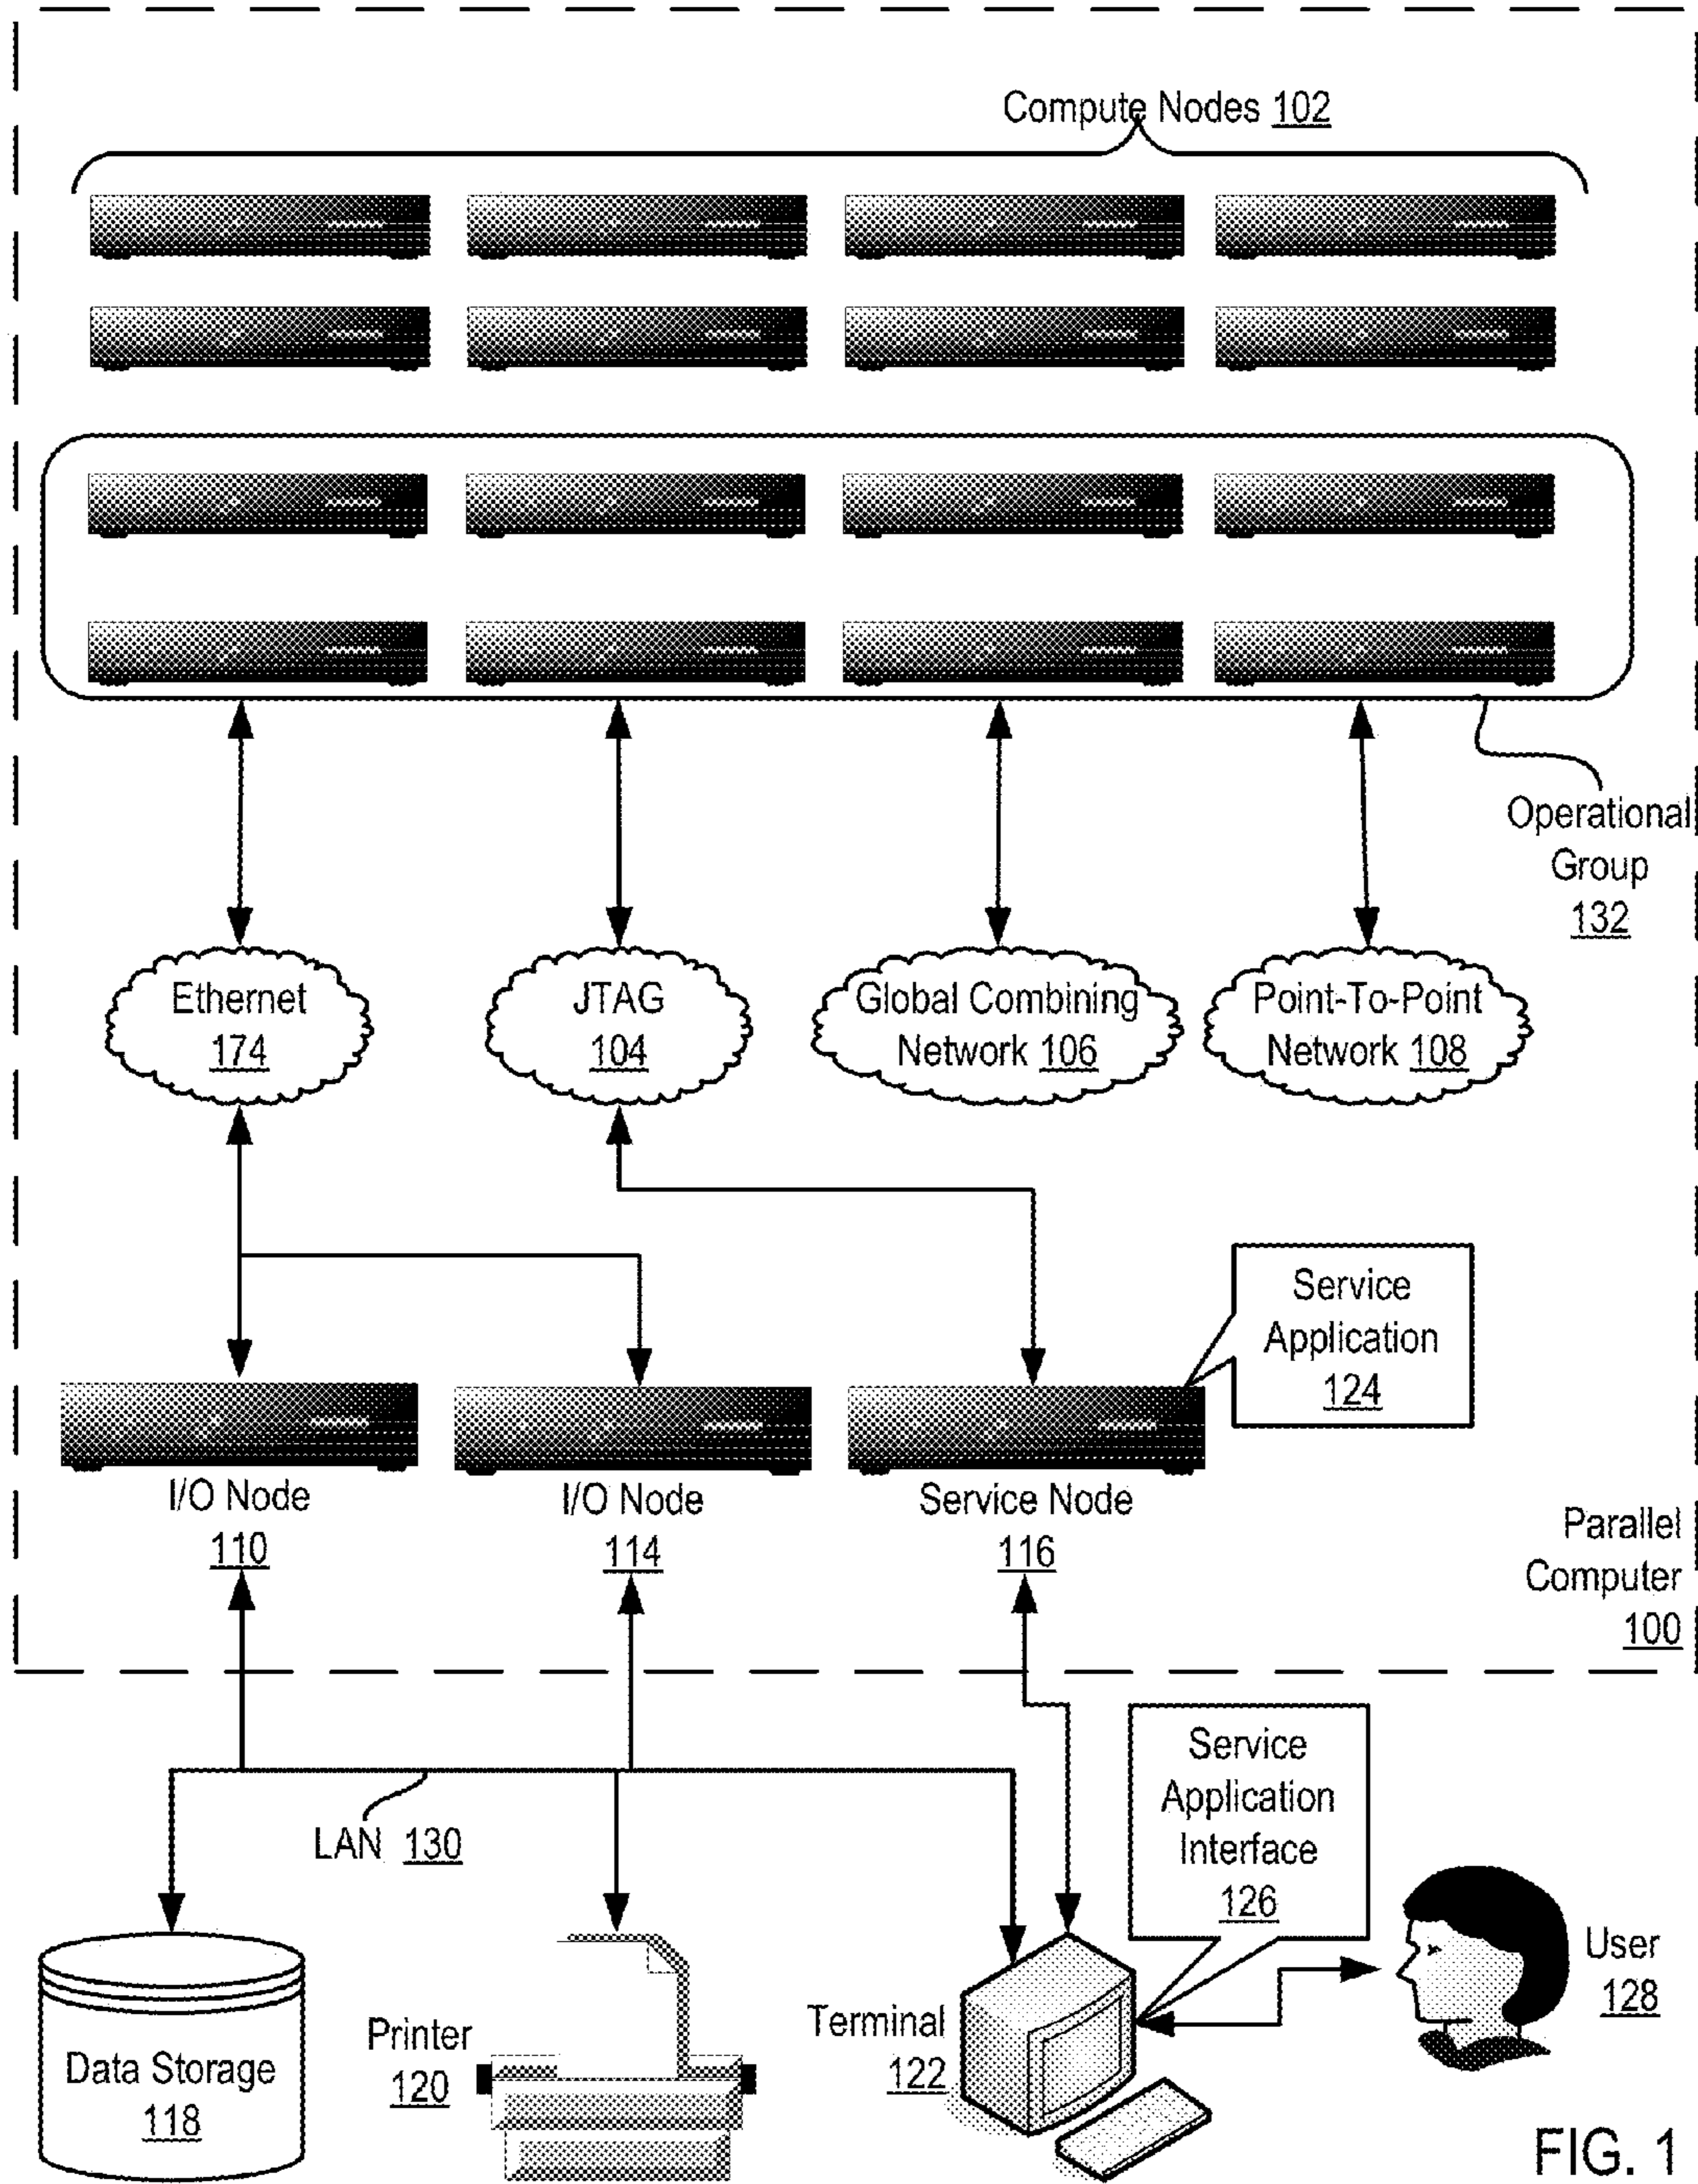 Compute Nodes 102
Operational
Group
132
Ethernet
174
JTAG
104
Global Combining
Network 106
Point-To-Point
Network 108
Service
Application
124
I/O Node
110
I/O Node
114
Service Node
116
Parallel
Computer
100
Service
Application
Interface
126
LAN 130
User
128
Printer
120
Terminal
122
Data Storage
118
FIG. 1